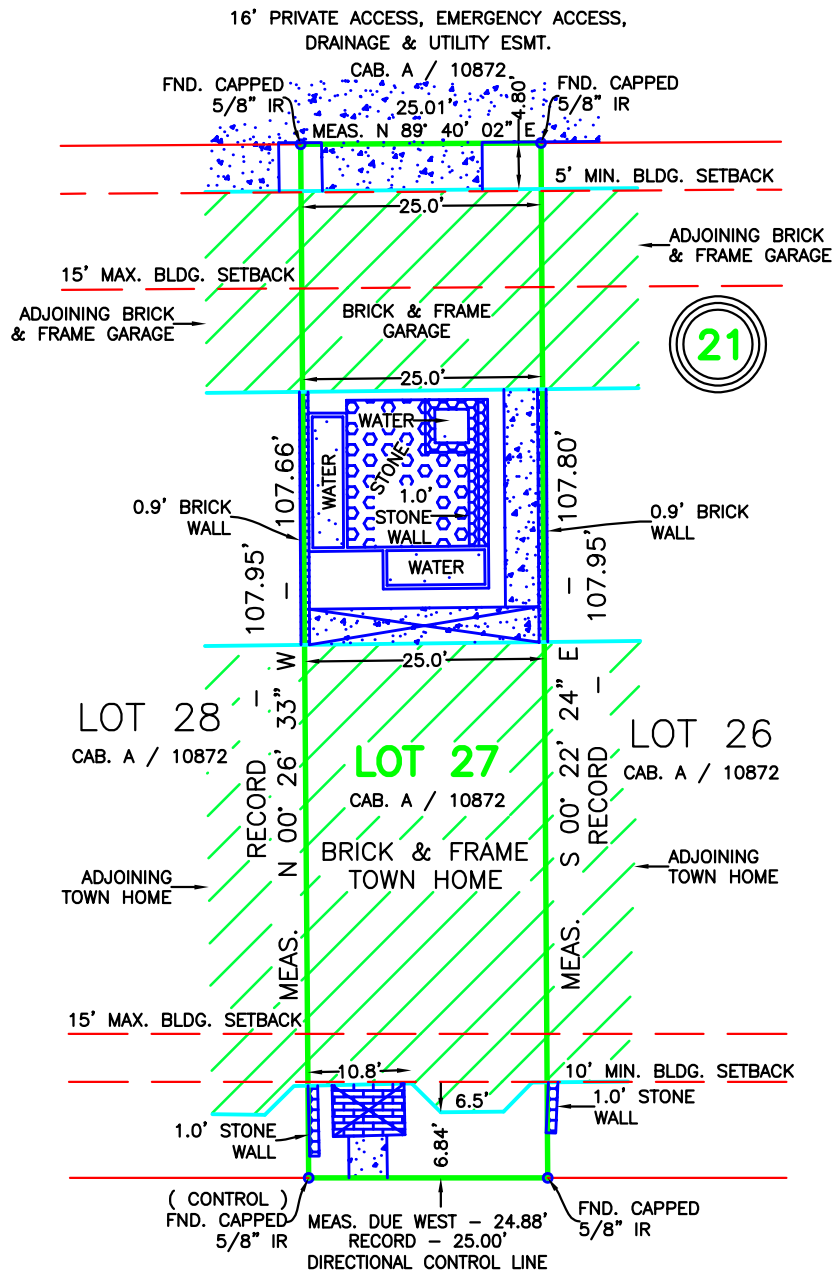 16' PRIVATE ACCESS, EMERGENCY ACCESS,
DRAINAGE & UTILITY ESMT.
CAB. A / 10872
FND. CAPPED
5/8" IR
FND. CAPPED
5/8" IR
25.01'
4.80'
MEAS. N 89° 40' 02" E
5' MIN. BLDG. SETBACK
25.0'
ADJOINING BRICK
& FRAME GARAGE
15' MAX. BLDG. SETBACK
ADJOINING BRICK
& FRAME GARAGE
BRICK & FRAME
GARAGE
21
25.0'
WATER
WATER
STONE
1.0'
STONE
WALL
WATER
0.9' BRICK
WALL
0.9' BRICK
WALL
MEAS. N 00° 26' 33" W – 107.66'
RECORD – 107.95'
MEAS. S 00° 22' 24" E – 107.80'
RECORD – 107.95'
25.0'
LOT 28
CAB. A / 10872
LOT 27
CAB. A / 10872
LOT 26
CAB. A / 10872
BRICK & FRAME
TOWN HOME
ADJOINING
TOWN HOME
ADJOINING
TOWN HOME
15' MAX. BLDG. SETBACK
10' MIN. BLDG. SETBACK
10.8'
6.5'
6.84'
1.0' STONE
WALL
1.0' STONE
WALL
( CONTROL )
FND. CAPPED
5/8" IR
MEAS. DUE WEST – 24.88'
RECORD – 25.00'
DIRECTIONAL CONTROL LINE
FND. CAPPED
5/8" IR